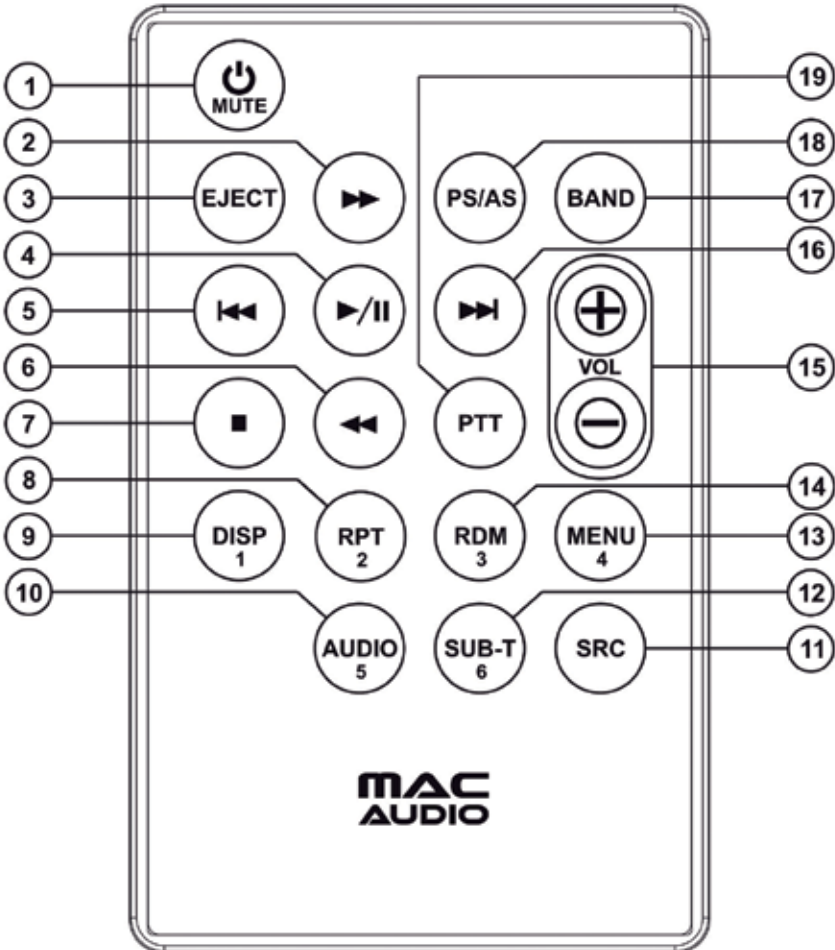 1
MUTE
19
2
18
3
EJECT
PS/AS
BAND
17
4
16
5
6
VOL
15
7
PTT
8
14
9
DISP
1
RPT
2
RDM
3
MENU
4
13
10
12
AUDIO
5
SUB-T
6
SRC
11
MAC
AUDIO